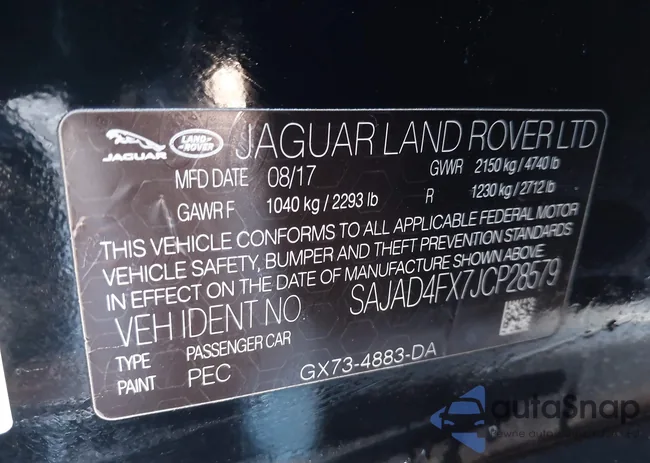 JAGUAR LAND-ROVER JAGUAR LAND ROVER LTD
MFD DATE 08/17 GWVR 2150 kg / 4740 lb
GAWR F 1040 kg / 2293 lb R 1230 kg / 2712 lb
THIS VEHICLE CONFORMS TO ALL APPLICABLE FEDERAL MOTOR
VEHICLE SAFETY, BUMPER AND THEFT PREVENTION STANDARDS
IN EFFECT ON THE DATE OF MANUFACTURE SHOWN ABOVE.
VEH IDENT NO. SAJAD4FX7JCP28579
TYPE PASSENGER CAR
PAINT PEC GX73-4883-DA
autoSnap